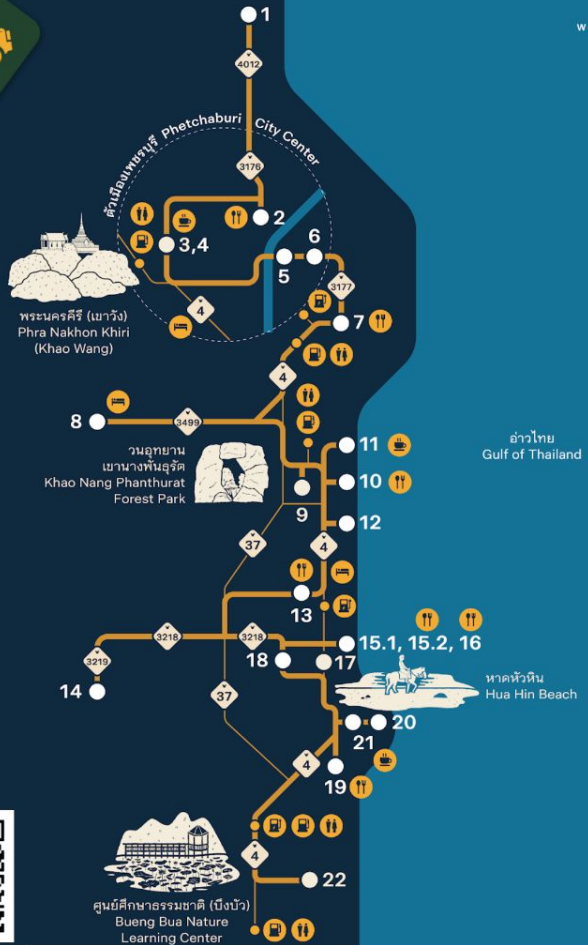 w
1
4012
ตัวเมืองเพชรบุรี Phetchaburi City Center
3176
2
3,4
5
6
3177
4
7
พระนครคีรี (เขาวัง)
Phra Nakhon Khiri
(Khao Wang)
4
8
3499
11
อ่าวไทย
Gulf of Thailand
วนอุทยาน
เขานางพันธุรัต
Khao Nang Phanthurat
Forest Park
10
9
12
37
4
13
3218
3218
15.1, 15.2, 16
18
17
3219
14
37
หาดหัวหิน
Hua Hin Beach
21
20
4
19
4
22
ศูนย์ศึกษาธรรมชาติ (บึงบัว)
Bueng Bua Nature
Learning Center